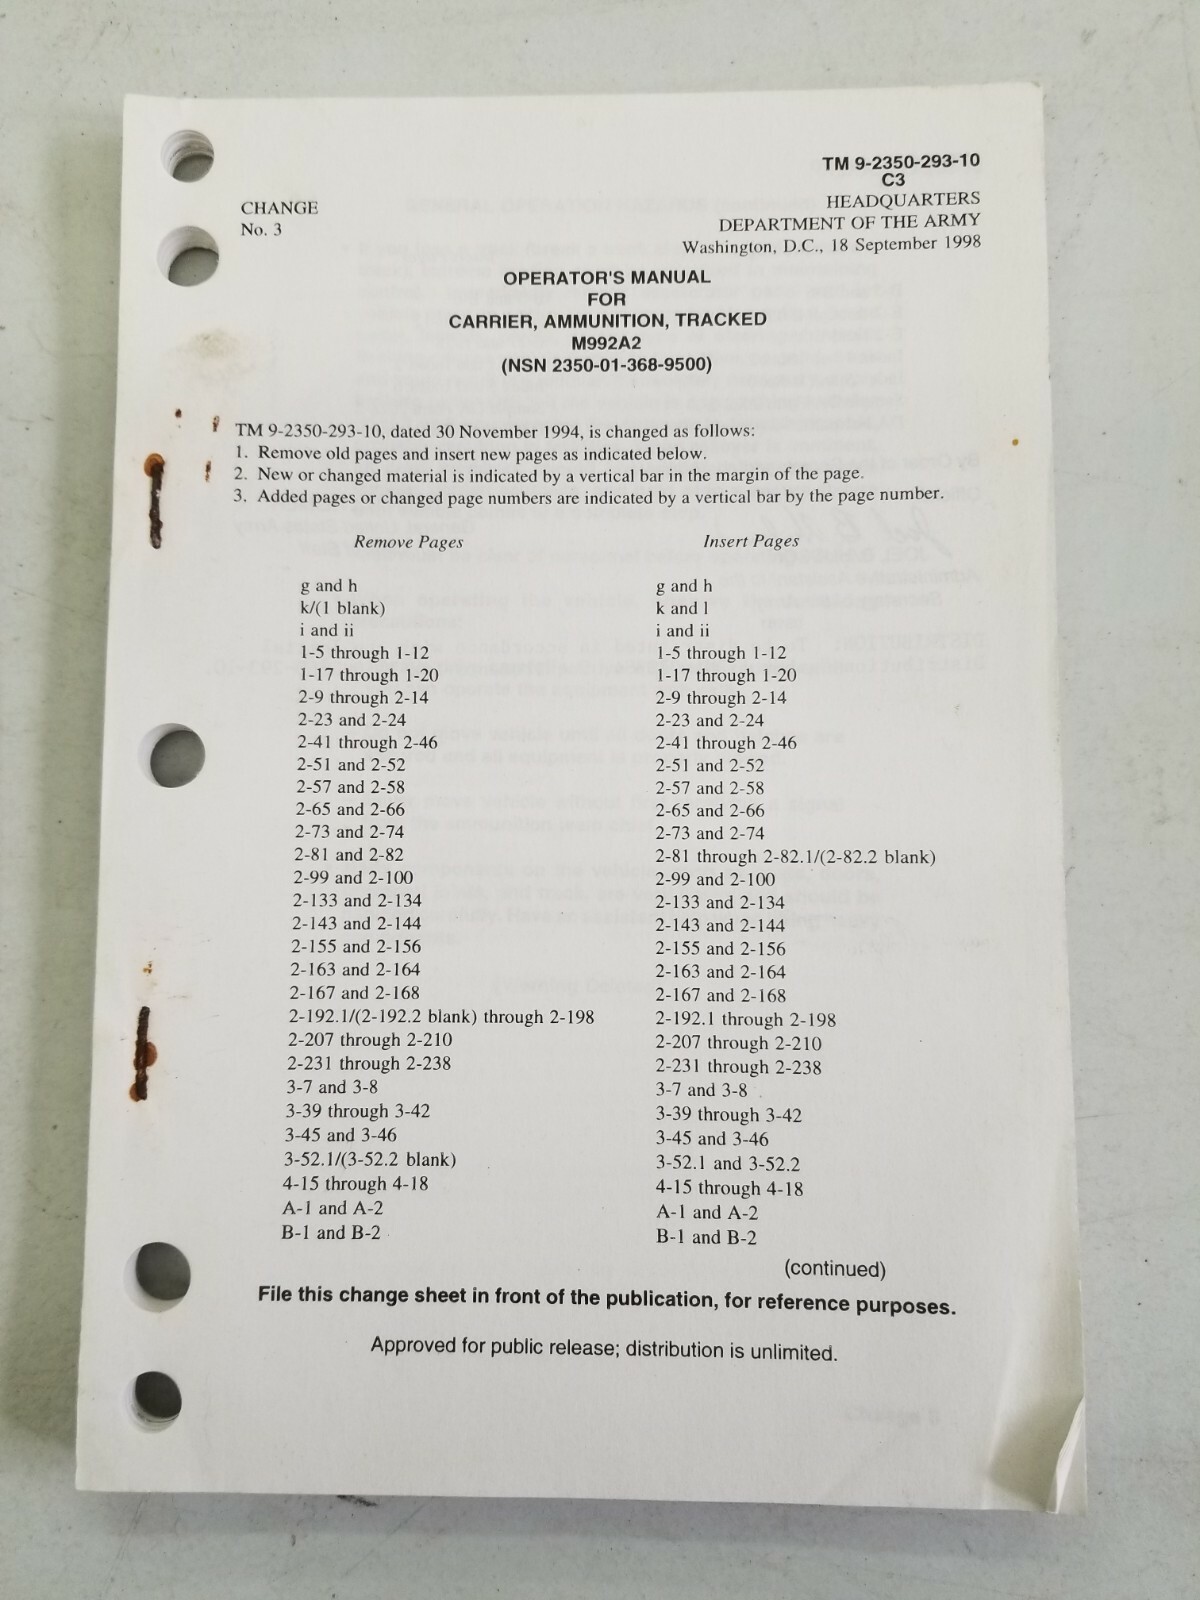 TM 9-2350-293-10
C3
CHANGE
No. 3
HEADQUARTERS
DEPARTMENT OF THE ARMY
Washington, D.C., 18 September 1998
OPERATOR'S MANUAL
FOR
CARRIER, AMMUNITION, TRACKED
M992A2
(NSN 2350-01-368-9500)
TM 9-2350-293-10, dated 30 November 1994, is changed as follows:
1. Remove old pages and insert new pages as indicated below.
2. New or changed material is indicated by a vertical bar in the margin of the page.
3. Added pages or changed page numbers are indicated by a vertical bar by the page number.
Remove Pages Insert Pages
g and h g and h
k/(1 blank) k and l
i and ii i and ii
1-5 through 1-12 1-5 through 1-12
1-17 through 1-20 1-17 through 1-20
2-9 through 2-14 2-9 through 2-14
2-23 and 2-24 2-23 and 2-24
2-41 through 2-46 2-41 through 2-46
2-51 and 2-52 2-51 and 2-52
2-57 and 2-58 2-57 and 2-58
2-65 and 2-66 2-65 and 2-66
2-73 and 2-74 2-73 and 2-74
2-81 and 2-82 2-81 through 2-82.1/(2-82.2 blank)
2-99 and 2-100 2-99 and 2-100
2-133 and 2-134 2-133 and 2-134
2-143 and 2-144 2-143 and 2-144
2-155 and 2-156 2-155 and 2-156
2-163 and 2-164 2-163 and 2-164
2-167 and 2-168 2-167 and 2-168
2-192.1/(2-192.2 blank) through 2-198 2-192.1 through 2-198
2-207 through 2-210 2-207 through 2-210
2-231 through 2-238 2-231 through 2-238
3-7 and 3-8 3-7 and 3-8
3-39 through 3-42 3-39 through 3-42
3-45 and 3-46 3-45 and 3-46
3-52.1/(3-52.2 blank) 3-52.1 and 3-52.2
4-15 through 4-18 4-15 through 4-18
A-1 and A-2 A-1 and A-2
B-1 and B-2 B-1 and B-2
(continued)
File this change sheet in front of the publication, for reference purposes.
Approved for public release; distribution is unlimited.